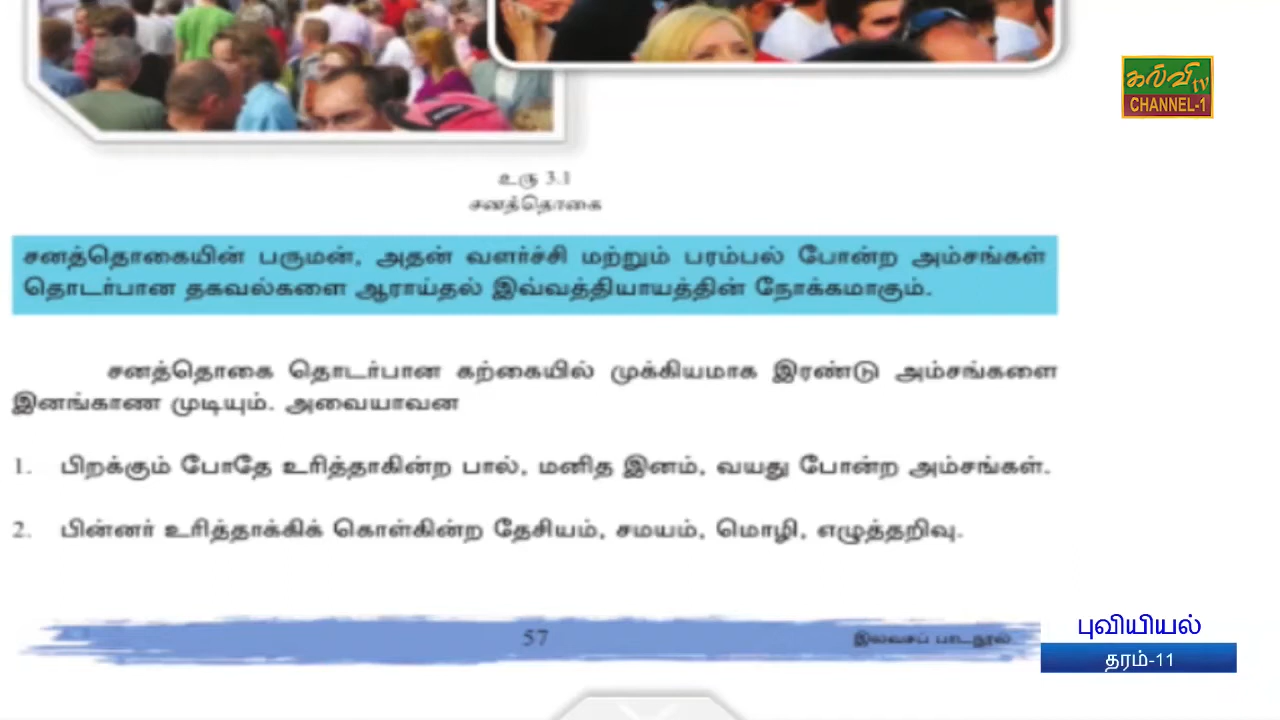 கல்வி tv
CHANNEL-1
உரு 3.1
சனத்தொகை
சனத்தொகையின் பருமன், அதன் வளர்ச்சி மற்றும் பரம்பல் போன்ற அம்சங்கள்
தொடர்பான தகவல்களை ஆராய்தல் இவ்வத்தியாயத்தின் நோக்கமாகும்.
சனத்தொகை தொடர்பான கற்கையில் முக்கியமாக இரண்டு அம்சங்களை
இனங்காண முடியும். அவையாவன
1. பிறக்கும் போதே உரித்தாகின்ற பால், மனித இனம், வயது போன்ற அம்சங்கள்.
2. பின்னர் உரித்தாக்கிக் கொள்கின்ற தேசியம், சமயம், மொழி, எழுத்தறிவு.
57
இலவசப் பாடநூல்
புவியியல்
தரம்-11